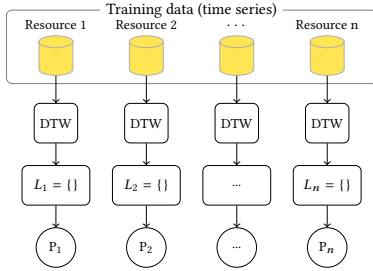 Training data (time series)
Resource 1 Resource 2 ... Resource n
DTW DTW DTW DTW
L₁ = {} L₂ = {} ... Lₙ = {}
P₁ P₂ ... Pₙ